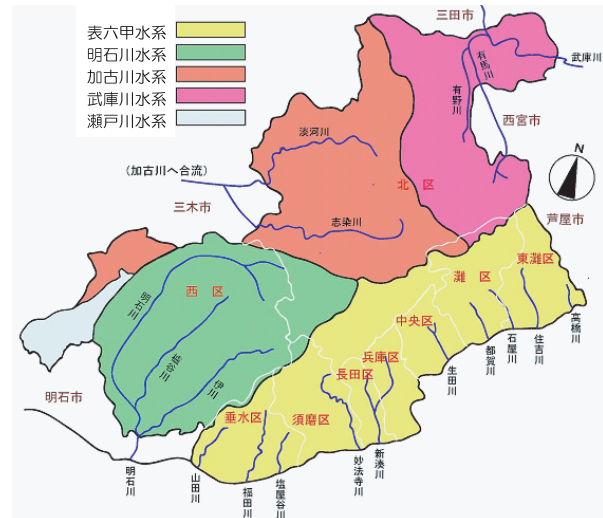 表六甲水系
明石川水系
加古川水系
武庫川水系
瀬戸川水系
三田市
武庫川
有馬川
有野川
西宮市
淡河川
(加古川へ合流)
北 区
N
三木市
志染川
芦屋市
東灘区
灘 区
西 区
明石川
中央区
高橋川
住吉川
石屋川
都賀川
生田川
兵庫区
長田区
櫨谷川
伊川
明石市
垂水区
須磨区
新湊川
妙法寺川
明石川
山田川
福田川
塩屋谷川